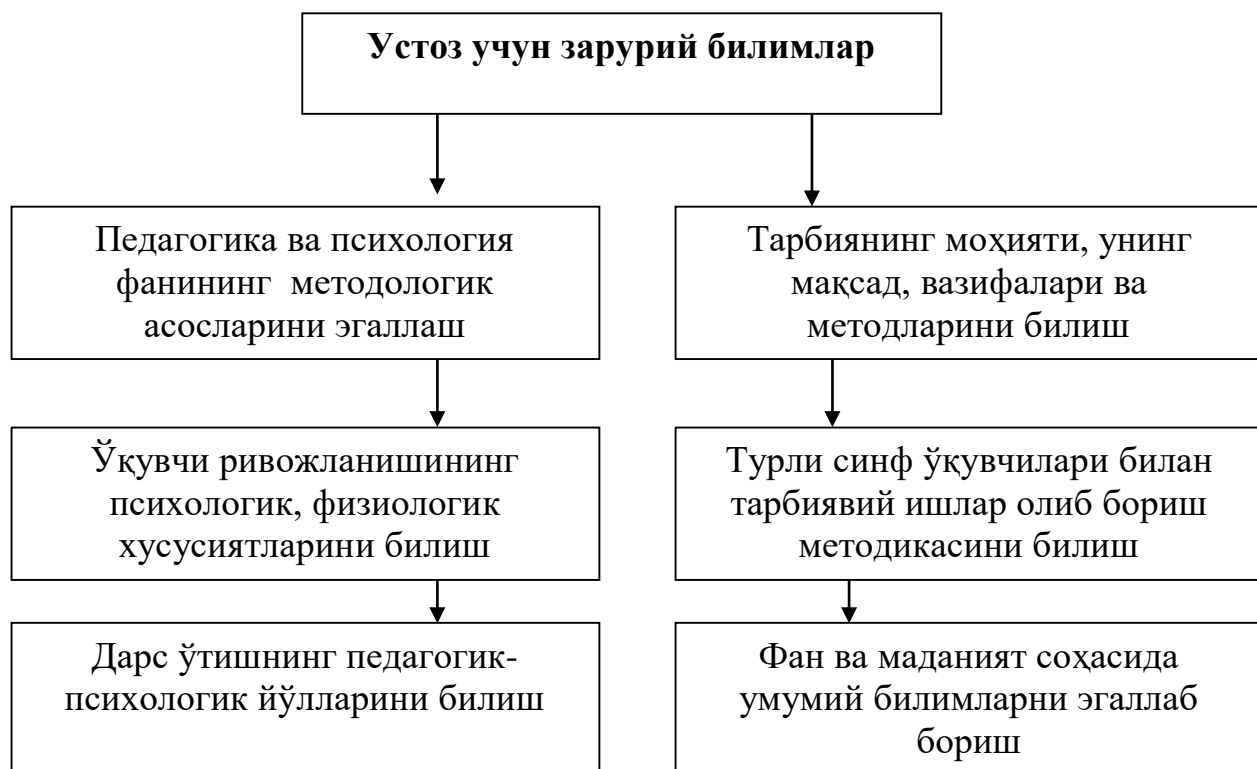 Устоз учун зарурий билимлар
Педагогика ва психология
фанининг методологик
асосларини эгаллаш
Ўқувчи ривожланишининг
психологик, физиологик
хусусиятларини билиш
Дарс ўтишнинг педагогик-
психологик йўлларини билиш
Тарбиянинг моҳияти, унинг
мақсад, вазифалари ва
методларини билиш
Турли синф ўқувчилари билан
тарбиявий ишлар олиб бориш
методикасини билиш
Фан ва маданият соҳасида
умумий билимларни эгаллаб
бориш